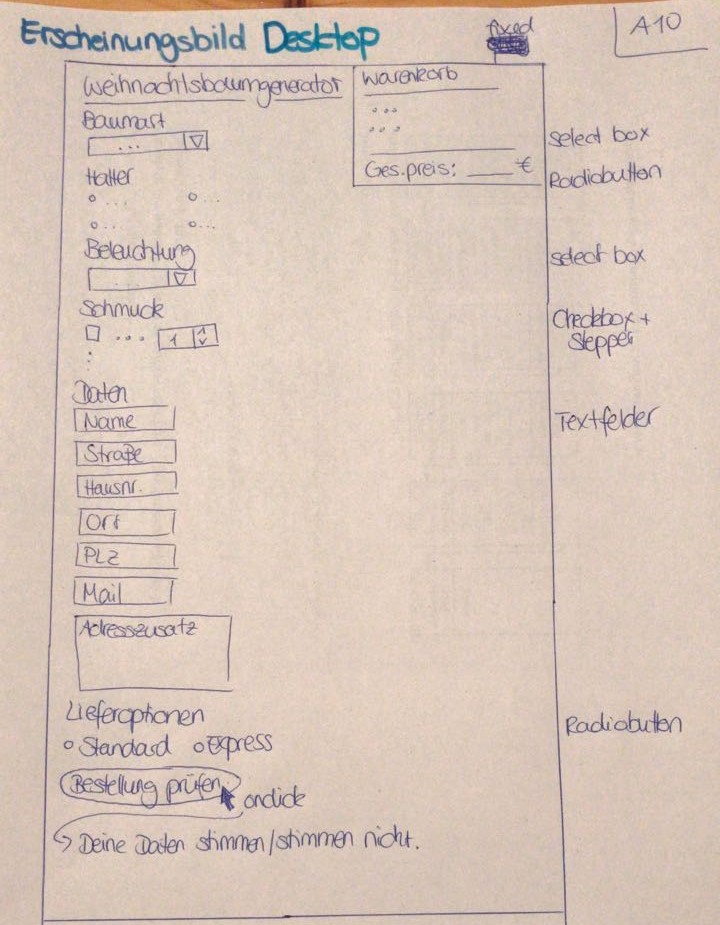 Erscheinungsbild Desktop
fixed
A10
Weihnachtsbaumgenerator
Warenkorb
...
...
Ges.preis: ____ €
Baumart
...
select box
Halter
... ...
... ...
Radiobutton
Beleuchtung
....
select box
Schmuck
... 1
Checkbox +
Stepper
Daten
Name
Straße
Hausnr.
Ort
PLZ
Mail
Adresszusatz
Textfelder
Lieferoptionen
Standard Express
Radiobutton
Bestellung prüfen
onclick
Deine Daten stimmen/stimmen nicht.